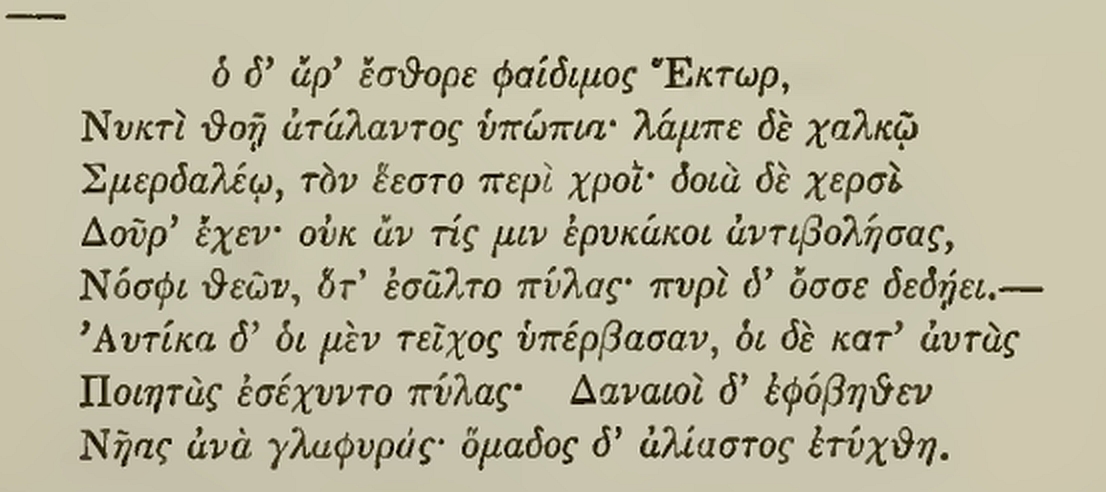 —
ὁ δ’ ἄρ’ ἔσθορε φαίδιμος Ἕκτωρ,
Νυκτὶ θοῇ ἀτάλαντος ὑπώπια· λάμπε δὲ χαλκῷ
Σμερδαλέῳ, τὸν ἕεστο περὶ χροῒ· δοιὰ δὲ χερσὶ
Δοῦρ’ ἔχεν· οὐκ ἄν τίς μιν ἐρυκάκοι ἀντιβολήσας,
Νόσφι θεῶν, ὅτ’ ἐσᾶλτο πύλας· πυρὶ δ’ ὄσσε δεδῄει.—
Ἀυτίκα δ’ ὁι μὲν τεῖχος ὑπέρβασαν, ὁι δὲ κατ’ ἀυτὰς
Ποιητὰς ἐσέχυντο πύλας· Δαναιοὶ δ’ ἐφόβηθεν
Νῆας ἀνὰ γλαφυράς· ὅμαδος δ’ ἀλίαστος ἐτύχθη.